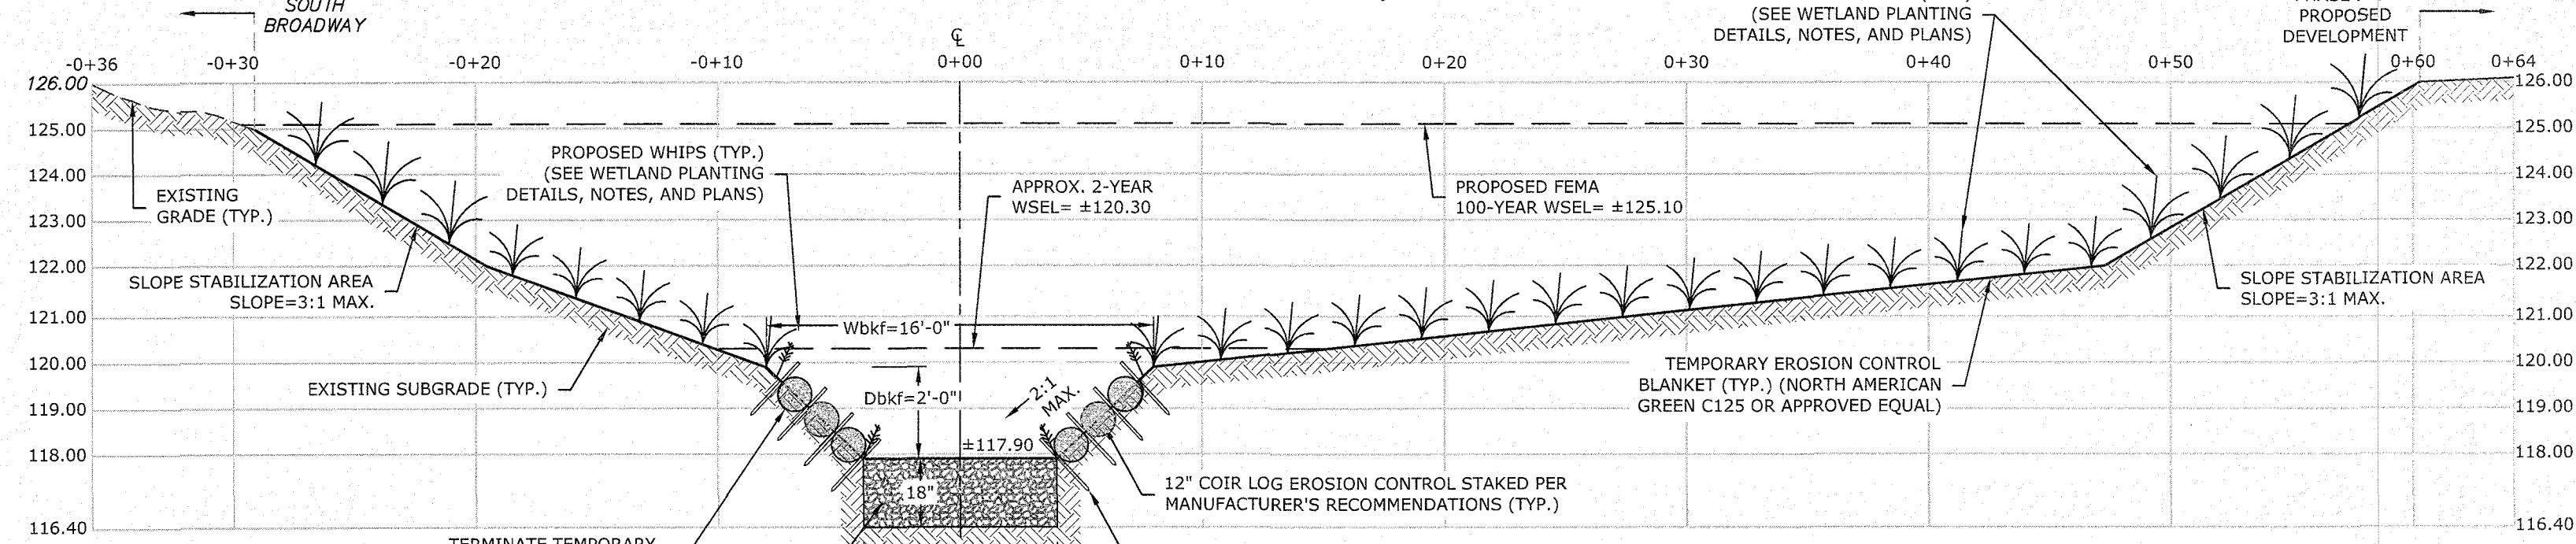 SOUTH
BROADWAY
(SEE WETLAND PLANTING
DETAILS, NOTES, AND PLANS)
PROPOSED
DEVELOPMENT
℄
-0+36 -0+30 -0+20 -0+10 0+00 0+10 0+20 0+30 0+40 0+50 0+60 0+64
126.00 126.00
125.00 125.00
124.00 124.00
123.00 123.00
122.00 122.00
121.00 121.00
120.00 120.00
119.00 119.00
118.00 118.00
116.40 116.40
EXISTING
GRADE (TYP.)
PROPOSED WHIPS (TYP.)
(SEE WETLAND PLANTING
DETAILS, NOTES, AND PLANS)
APPROX. 2-YEAR
WSEL= ±120.30
PROPOSED FEMA
100-YEAR WSEL= ±125.10
SLOPE STABILIZATION AREA
SLOPE=3:1 MAX.
SLOPE STABILIZATION AREA
SLOPE=3:1 MAX.
Wbkf=16'-0"
EXISTING SUBGRADE (TYP.)
Dbkf=2'-0"
2:1
MAX.
TEMPORARY EROSION CONTROL
BLANKET (TYP.) (NORTH AMERICAN
GREEN C125 OR APPROVED EQUAL)
±117.90
18"
12" COIR LOG EROSION CONTROL STAKED PER
MANUFACTURER'S RECOMMENDATIONS (TYP.)
TERMINATE TEMPORARY